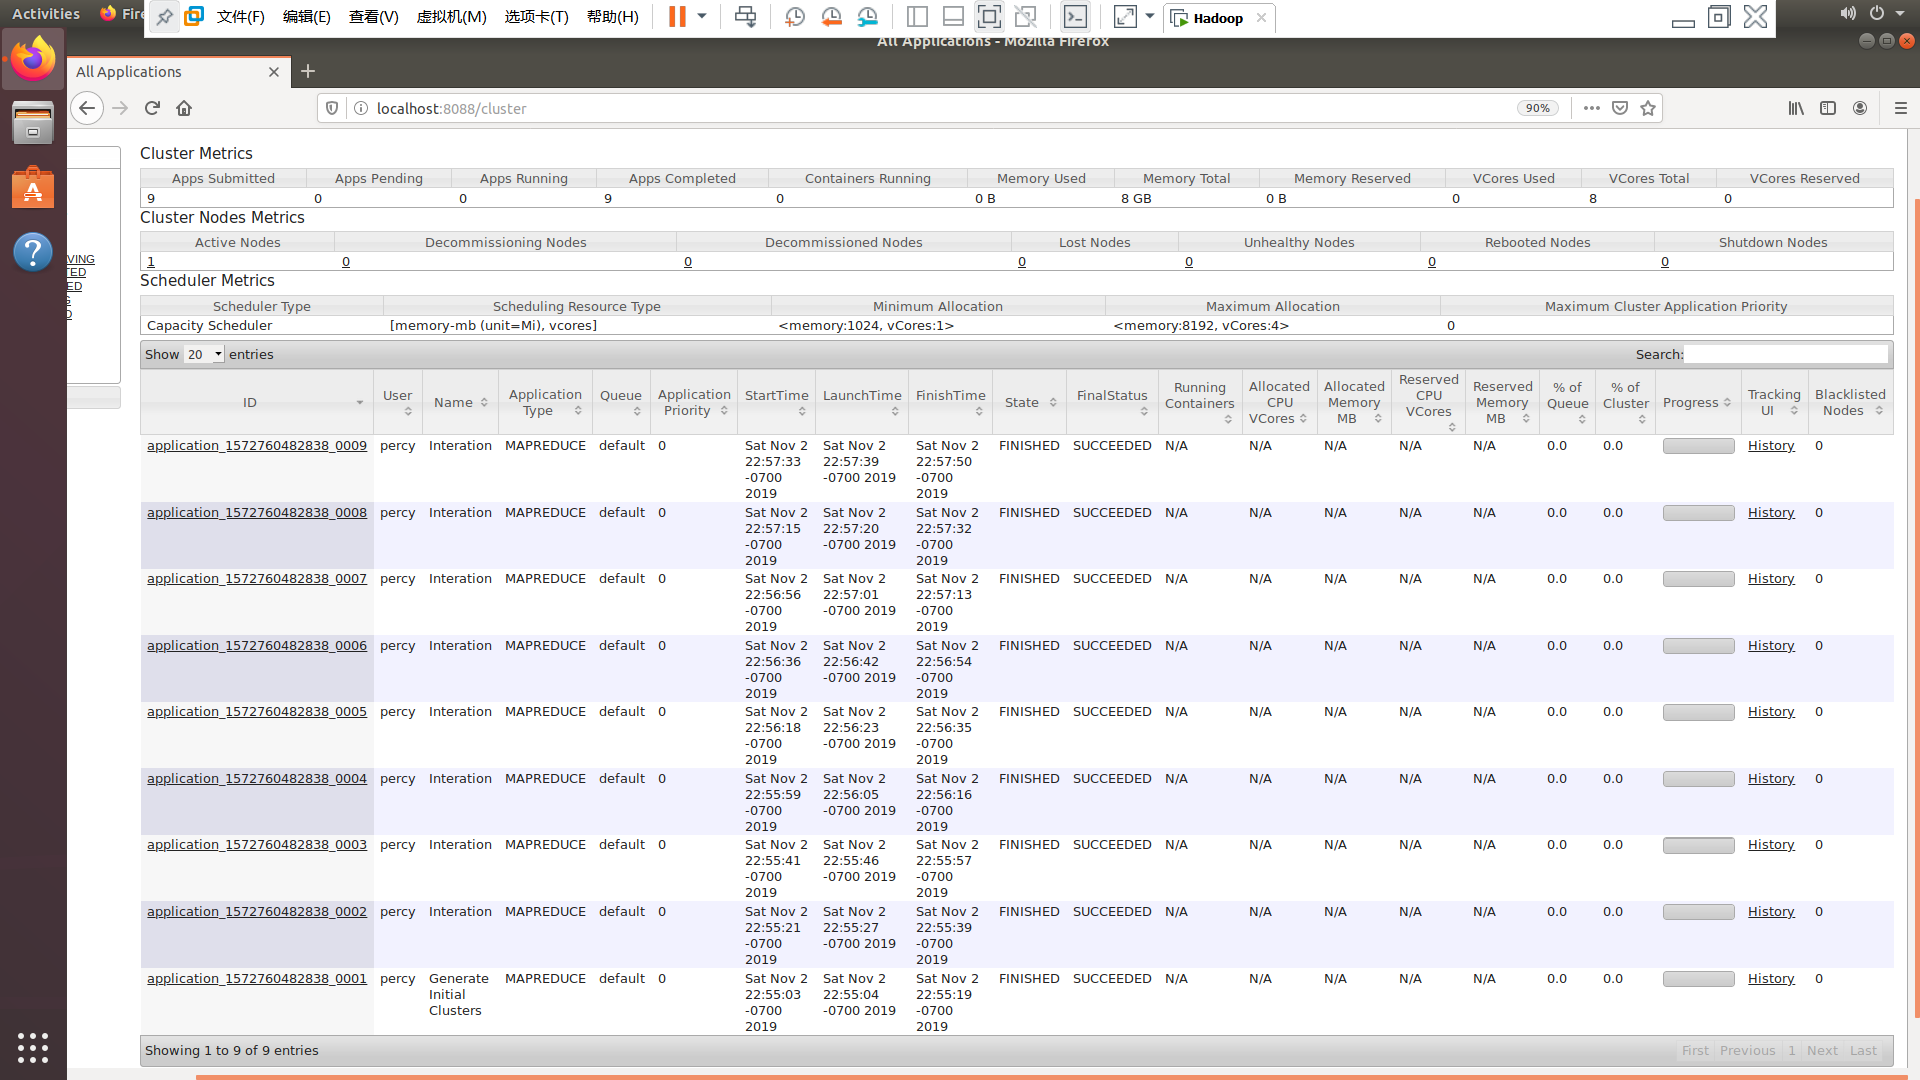 Activities
Fire
文件(F) 编辑(E) 查看(V) 虚拟机(M) 选项卡(T) 帮助(H)
Hadoop
All Applications - Mozilla Firefox
All Applications
localhost:8088/cluster
90%
VING
TED
ED
G
D
Cluster Metrics
Apps Submitted Apps Pending Apps Running Apps Completed Containers Running Memory Used Memory Total Memory Reserved VCores Used VCores Total VCores Reserved
9 0 0 9 0 0 B 8 GB 0 B 0 8 0
Cluster Nodes Metrics
Active Nodes Decommissioning Nodes Decommissioned Nodes Lost Nodes Unhealthy Nodes Rebooted Nodes Shutdown Nodes
1 0 0 0 0 0 0
Scheduler Metrics
Scheduler Type Scheduling Resource Type Minimum Allocation Maximum Allocation Maximum Cluster Application Priority
Capacity Scheduler [memory-mb (unit=Mi), vcores] <memory:1024, vCores:1> <memory:8192, vCores:4> 0
Show 20 entries Search:
ID User Name Application Type Queue Application Priority StartTime LaunchTime FinishTime State FinalStatus Running Containers Allocated CPU VCores Allocated Memory MB Reserved CPU VCores Reserved Memory MB % of Queue % of Cluster Progress Tracking UI Blacklisted Nodes
application_1572760482838_0009 percy Interation MAPREDUCE default 0 Sat Nov 2 22:57:33 -0700 2019 Sat Nov 2 22:57:39 -0700 2019 Sat Nov 2 22:57:50 -0700 2019 FINISHED SUCCEEDED N/A N/A N/A N/A N/A 0.0 0.0 History 0
application_1572760482838_0008 percy Interation MAPREDUCE default 0 Sat Nov 2 22:57:15 -0700 2019 Sat Nov 2 22:57:20 -0700 2019 Sat Nov 2 22:57:32 -0700 2019 FINISHED SUCCEEDED N/A N/A N/A N/A N/A 0.0 0.0 History 0
application_1572760482838_0007 percy Interation MAPREDUCE default 0 Sat Nov 2 22:56:56 -0700 2019 Sat Nov 2 22:57:01 -0700 2019 Sat Nov 2 22:57:13 -0700 2019 FINISHED SUCCEEDED N/A N/A N/A N/A N/A 0.0 0.0 History 0
application_1572760482838_0006 percy Interation MAPREDUCE default 0 Sat Nov 2 22:56:36 -0700 2019 Sat Nov 2 22:56:42 -0700 2019 Sat Nov 2 22:56:54 -0700 2019 FINISHED SUCCEEDED N/A N/A N/A N/A N/A 0.0 0.0 History 0
application_1572760482838_0005 percy Interation MAPREDUCE default 0 Sat Nov 2 22:56:18 -0700 2019 Sat Nov 2 22:56:23 -0700 2019 Sat Nov 2 22:56:35 -0700 2019 FINISHED SUCCEEDED N/A N/A N/A N/A N/A 0.0 0.0 History 0
application_1572760482838_0004 percy Interation MAPREDUCE default 0 Sat Nov 2 22:55:59 -0700 2019 Sat Nov 2 22:56:05 -0700 2019 Sat Nov 2 22:56:16 -0700 2019 FINISHED SUCCEEDED N/A N/A N/A N/A N/A 0.0 0.0 History 0
application_1572760482838_0003 percy Interation MAPREDUCE default 0 Sat Nov 2 22:55:41 -0700 2019 Sat Nov 2 22:55:46 -0700 2019 Sat Nov 2 22:55:57 -0700 2019 FINISHED SUCCEEDED N/A N/A N/A N/A N/A 0.0 0.0 History 0
application_1572760482838_0002 percy Interation MAPREDUCE default 0 Sat Nov 2 22:55:21 -0700 2019 Sat Nov 2 22:55:27 -0700 2019 Sat Nov 2 22:55:39 -0700 2019 FINISHED SUCCEEDED N/A N/A N/A N/A N/A 0.0 0.0 History 0
application_1572760482838_0001 percy Generate Initial Clusters MAPREDUCE default 0 Sat Nov 2 22:55:03 -0700 2019 Sat Nov 2 22:55:04 -0700 2019 Sat Nov 2 22:55:19 -0700 2019 FINISHED SUCCEEDED N/A N/A N/A N/A N/A 0.0 0.0 History 0
Showing 1 to 9 of 9 entries First Previous 1 Next Last